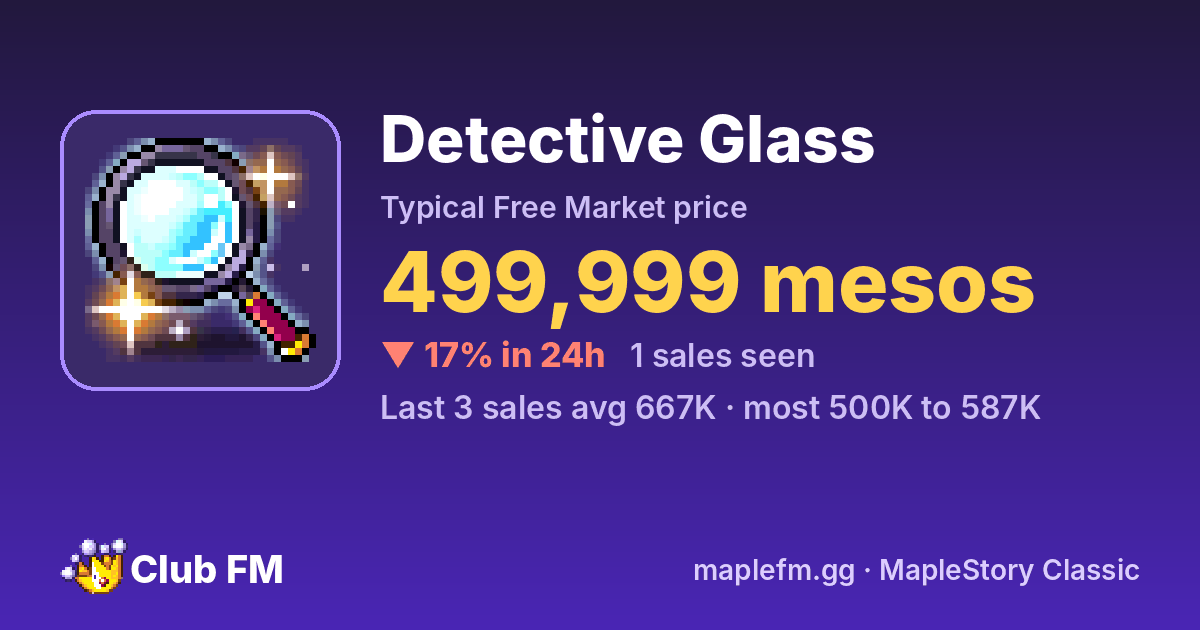 Detective Glass
Typical Free Market price
499,999 mesos
▼ 17% in 24h 1 sales seen
Last 3 sales avg 667K · most 500K to 587K
Club FM
maplefm.gg · MapleStory Classic